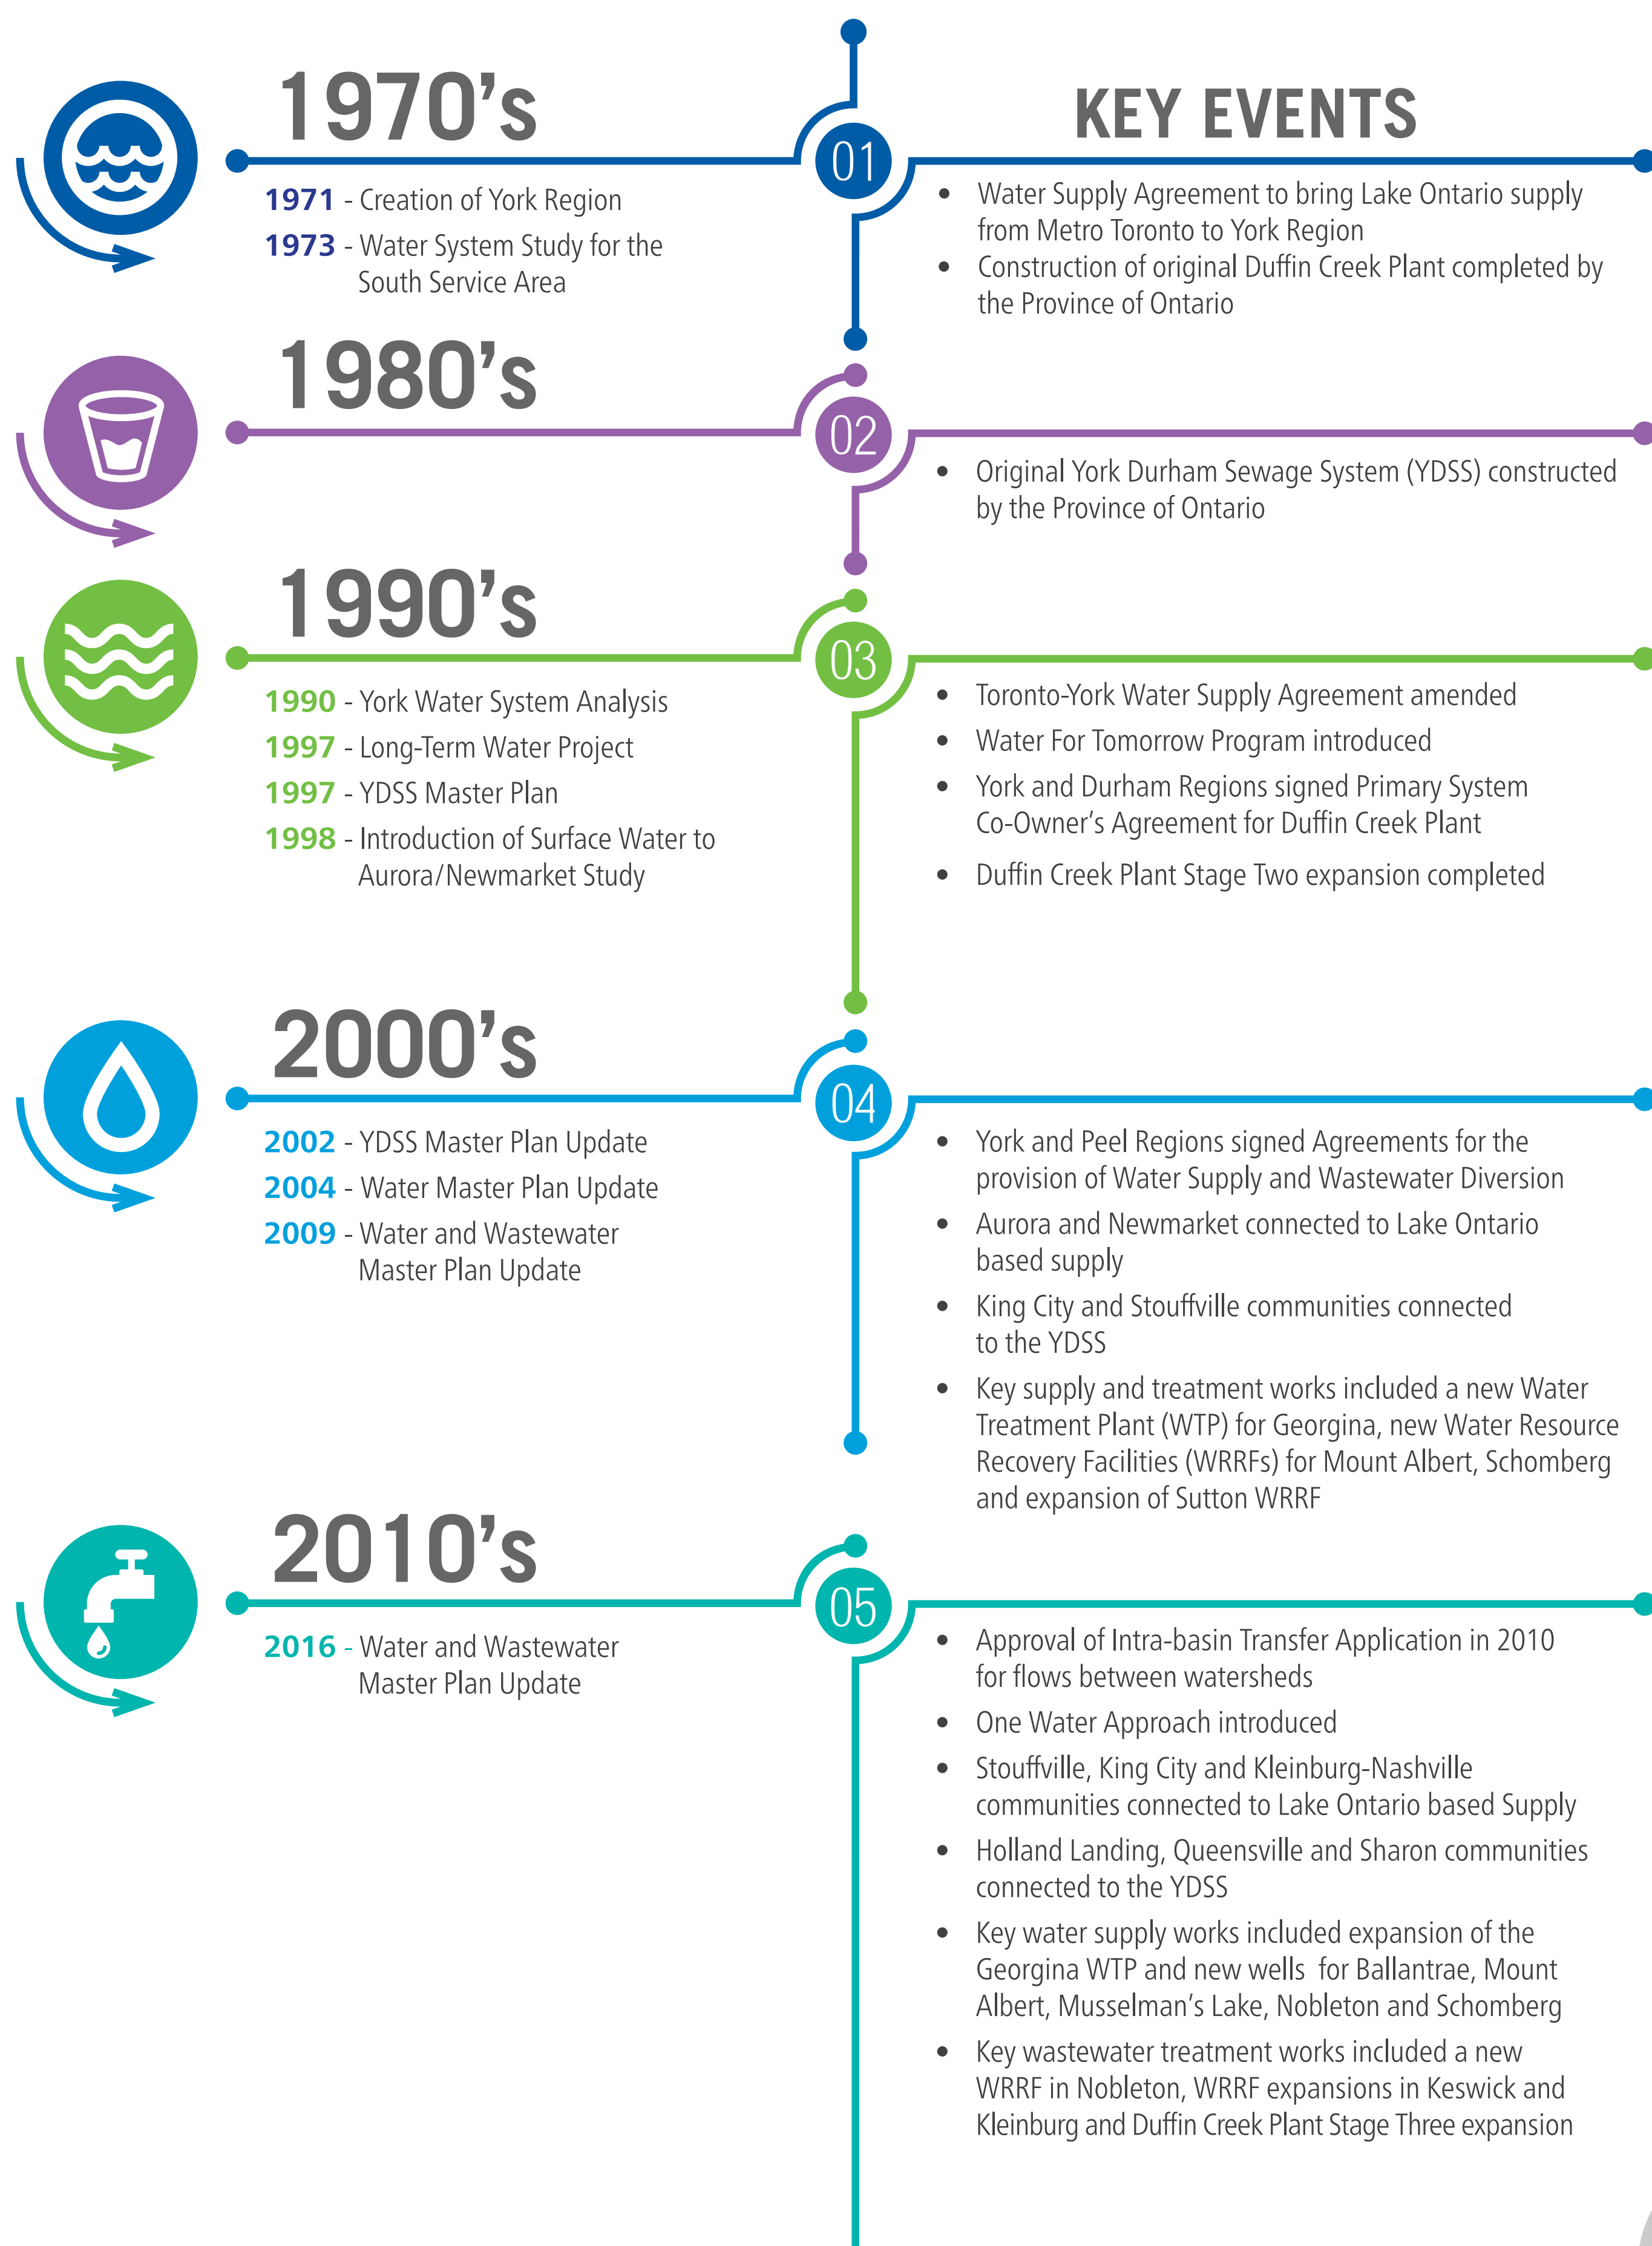 1970's
KEY EVENTS
01
1971 - Creation of York Region
1973 - Water System Study for the
South Service Area
• Water Supply Agreement to bring Lake Ontario supply
from Metro Toronto to York Region
• Construction of original Duffin Creek Plant completed by
the Province of Ontario
1980's
02
• Original York Durham Sewage System (YDSS) constructed
by the Province of Ontario
1990's
03
1990 - York Water System Analysis
1997 - Long-Term Water Project
1997 - YDSS Master Plan
1998 - Introduction of Surface Water to
Aurora/Newmarket Study
• Toronto-York Water Supply Agreement amended
• Water For Tomorrow Program introduced
• York and Durham Regions signed Primary System
Co-Owner's Agreement for Duffin Creek Plant
• Duffin Creek Plant Stage Two expansion completed
2000's
04
2002 - YDSS Master Plan Update
2004 - Water Master Plan Update
2009 - Water and Wastewater
Master Plan Update
• York and Peel Regions signed Agreements for the
provision of Water Supply and Wastewater Diversion
• Aurora and Newmarket connected to Lake Ontario
based supply
• King City and Stouffville communities connected
to the YDSS
• Key supply and treatment works included a new Water
Treatment Plant (WTP) for Georgina, new Water Resource
Recovery Facilities (WRRFs) for Mount Albert, Schomberg
and expansion of Sutton WRRF
2010's
05
2016 - Water and Wastewater
Master Plan Update
• Approval of Intra-basin Transfer Application in 2010
for flows between watersheds
• One Water Approach introduced
• Stouffville, King City and Kleinburg-Nashville
communities connected to Lake Ontario based Supply
• Holland Landing, Queensville and Sharon communities
connected to the YDSS
• Key water supply works included expansion of the
Georgina WTP and new wells for Ballantrae, Mount
Albert, Musselman's Lake, Nobleton and Schomberg
• Key wastewater treatment works included a new
WRRF in Nobleton, WRRF expansions in Keswick and
Kleinburg and Duffin Creek Plant Stage Three expansion